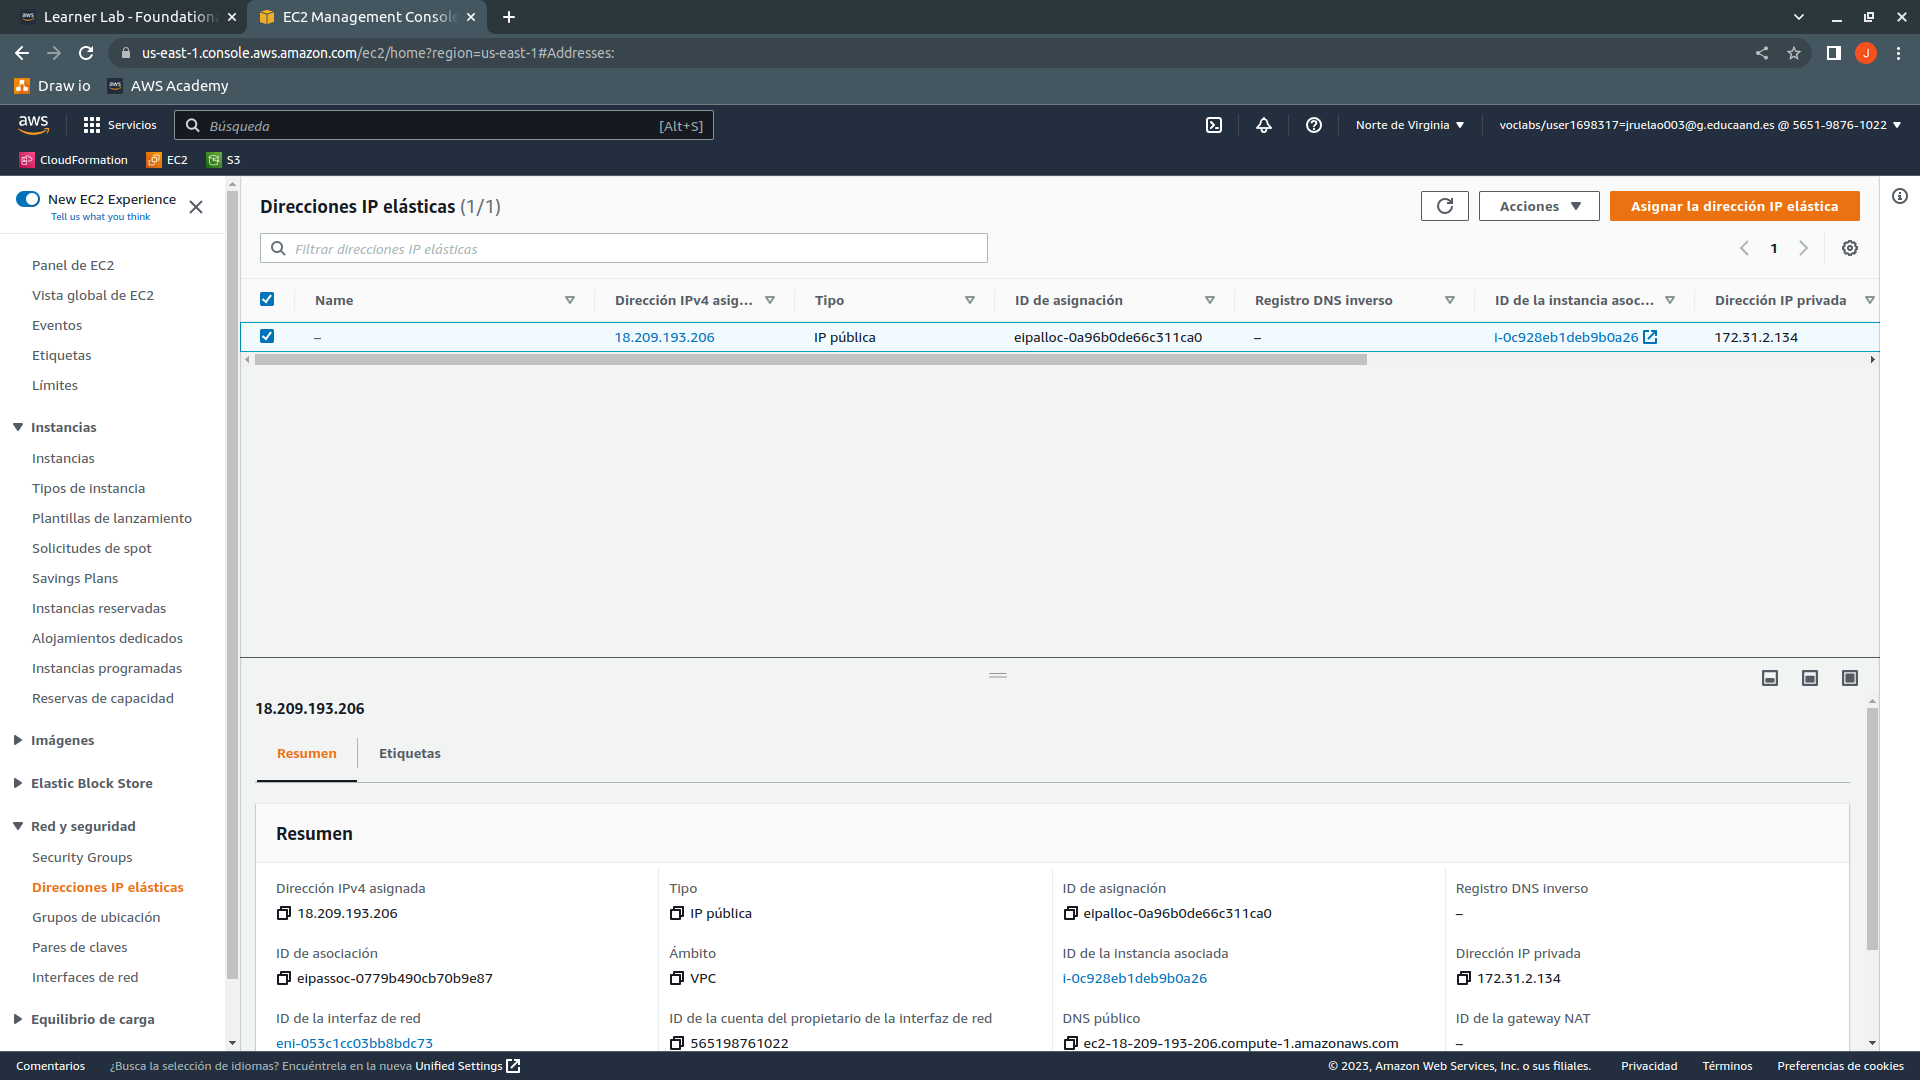 Learner Lab - Foundation
EC2 Management Console
us-east-1.console.aws.amazon.com/ec2/home?region=us-east-1#Addresses:
J
Draw io
AWS Academy
aws
Servicios
Búsqueda
[Alt+S]
Norte de Virginia
voclabs/user1698317=jruelao003@g.educaand.es @ 5651-9876-1022
CloudFormation
EC2
S3
New EC2 Experience
Tell us what you think
Panel de EC2
Vista global de EC2
Eventos
Etiquetas
Límites
Instancias
Instancias
Tipos de instancia
Plantillas de lanzamiento
Solicitudes de spot
Savings Plans
Instancias reservadas
Alojamientos dedicados
Instancias programadas
Reservas de capacidad
Imágenes
Elastic Block Store
Red y seguridad
Security Groups
Direcciones IP elásticas
Grupos de ubicación
Pares de claves
Interfaces de red
Equilibrio de carga
Direcciones IP elásticas (1/1)
Acciones
Asignar la dirección IP elástica
Filtrar direcciones IP elásticas
1
Name Dirección IPv4 asig... Tipo ID de asignación Registro DNS inverso ID de la instancia asoc... Dirección IP privada
– 18.209.193.206 IP pública eipalloc-0a96b0de66c311ca0 – i-0c928eb1deb9b0a26 172.31.2.134
18.209.193.206
Resumen
Etiquetas
Resumen
Dirección IPv4 asignada
18.209.193.206
Tipo
IP pública
ID de asignación
eipalloc-0a96b0de66c311ca0
Registro DNS inverso
–
ID de asociación
eipassoc-0779b490cb70b9e87
Ámbito
VPC
ID de la instancia asociada
i-0c928eb1deb9b0a26
Dirección IP privada
172.31.2.134
ID de la interfaz de red
eni-053c1cc03bb8bdc73
ID de la cuenta del propietario de la interfaz de red
565198761022
DNS público
ec2-18-209-193-206.compute-1.amazonaws.com
ID de la gateway NAT
–
Comentarios
¿Busca la selección de idiomas? Encuéntrela en la nueva Unified Settings
© 2023, Amazon Web Services, Inc. o sus filiales.
Privacidad
Términos
Preferencias de cookies